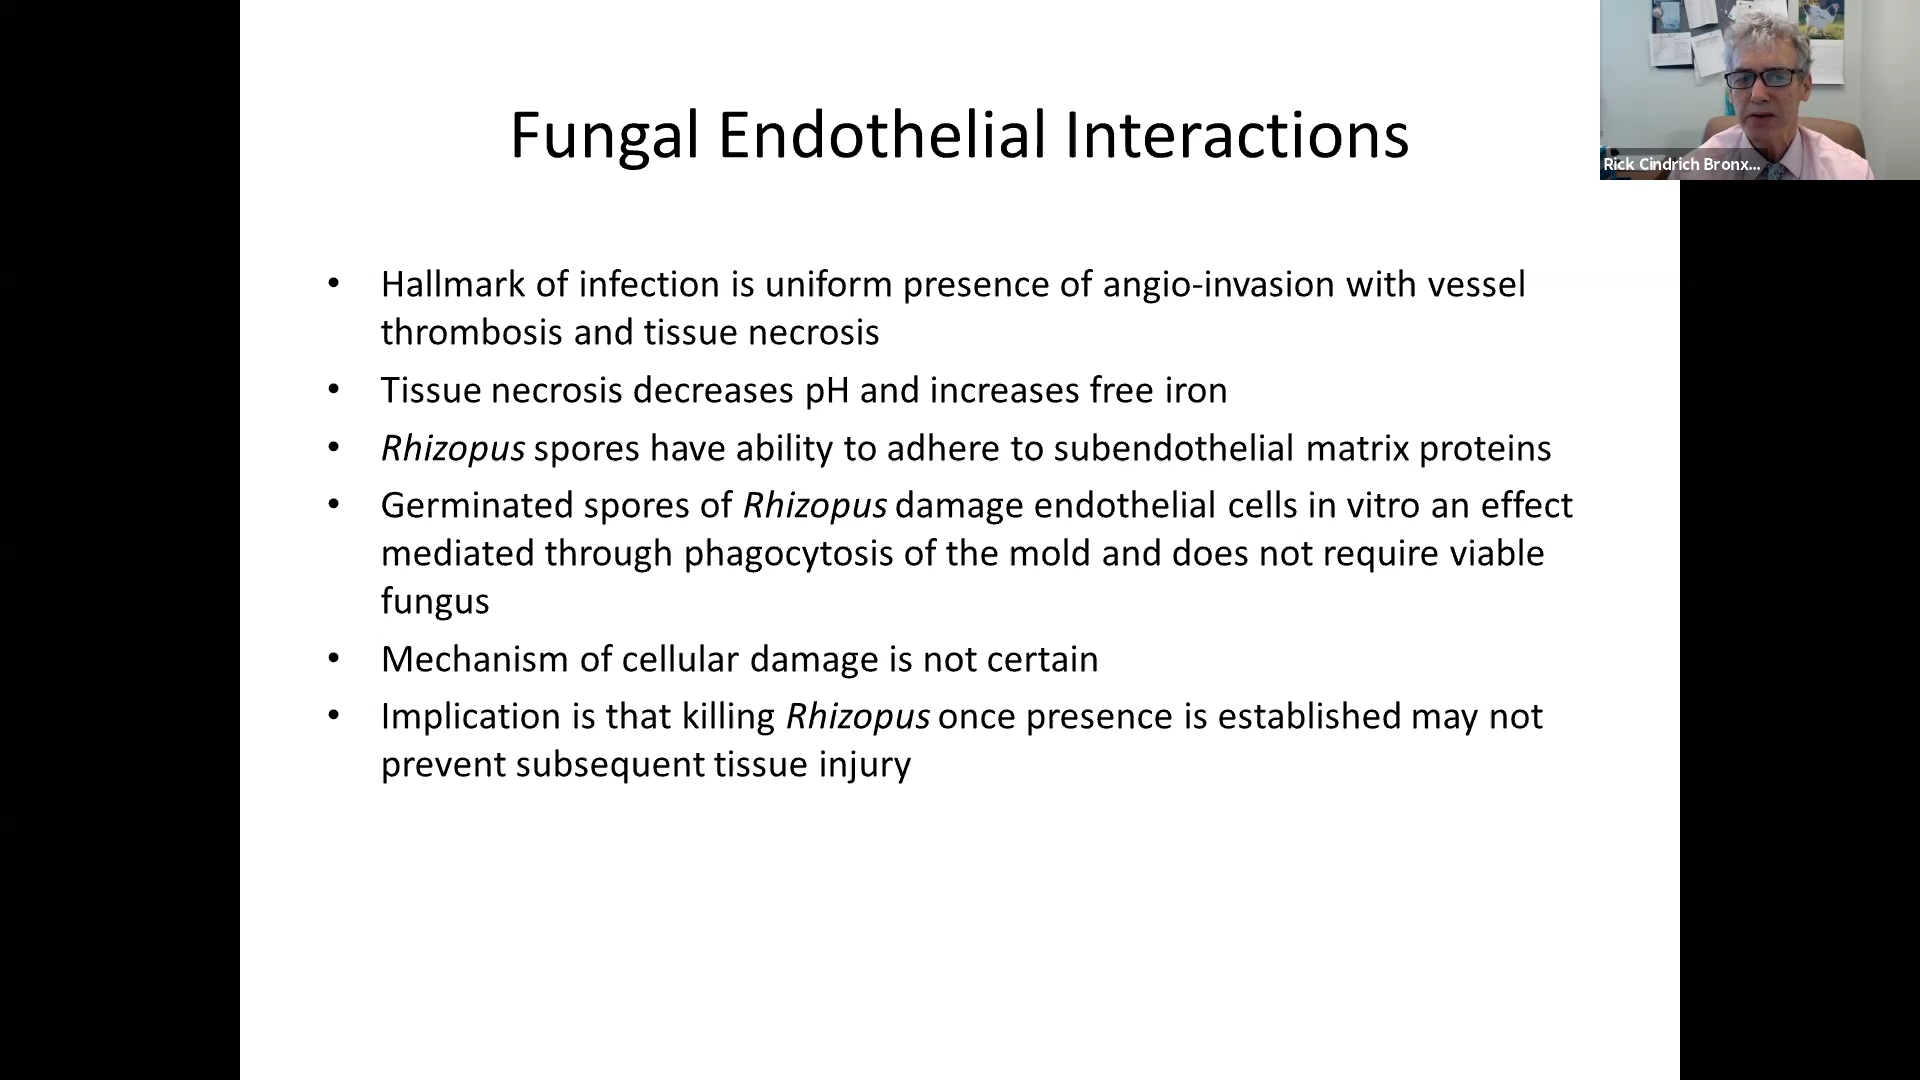 Fungal Endothelial Interactions
Rick Cindrich Bronx...
• Hallmark of infection is uniform presence of angio-invasion with vessel
thrombosis and tissue necrosis
• Tissue necrosis decreases pH and increases free iron
• Rhizopus spores have ability to adhere to subendothelial matrix proteins
• Germinated spores of Rhizopus damage endothelial cells in vitro an effect
mediated through phagocytosis of the mold and does not require viable
fungus
• Mechanism of cellular damage is not certain
• Implication is that killing Rhizopus once presence is established may not
prevent subsequent tissue injury